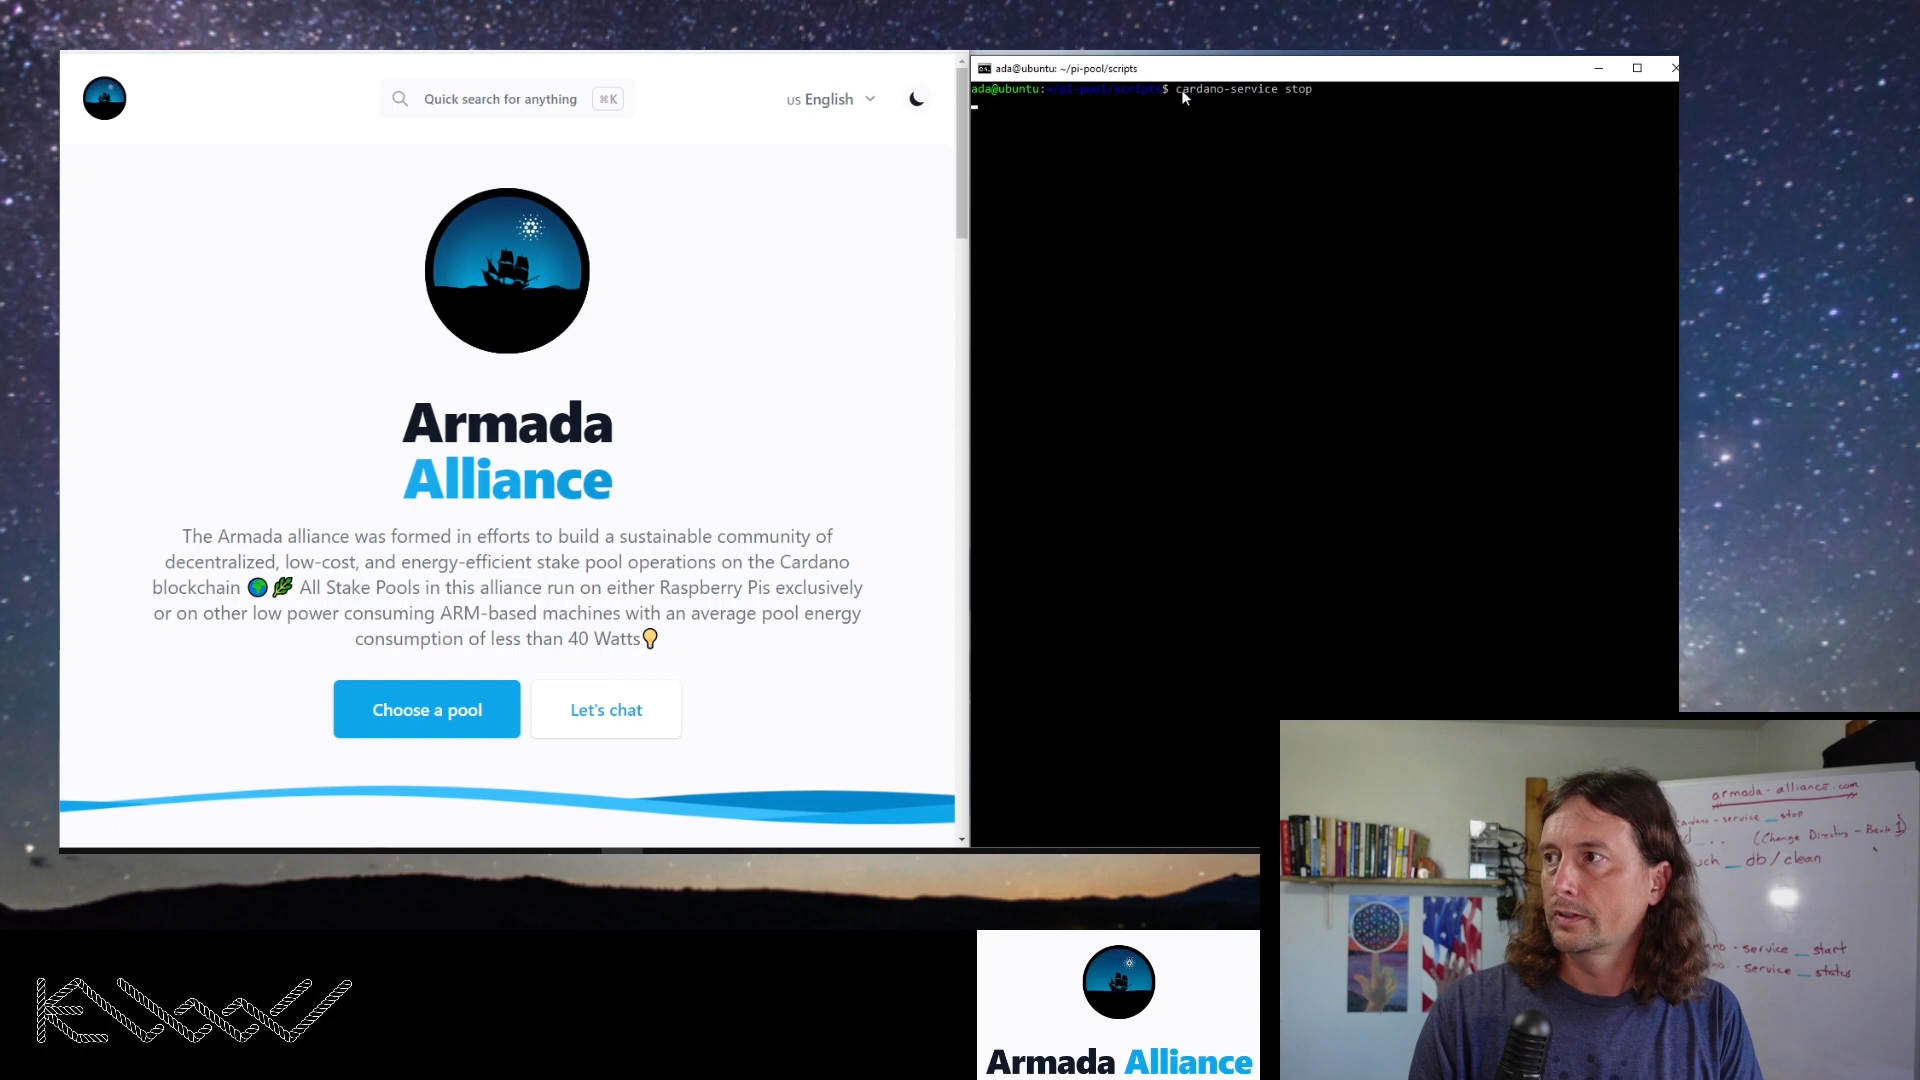 Quick search for anything
⌘K
US English
Armada
Alliance
The Armada alliance was formed in efforts to build a sustainable community of
decentralized, low-cost, and energy-efficient stake pool operations on the Cardano
blockchain 🌍🌿 All Stake Pools in this alliance run on either Raspberry Pis exclusively
or on other low power consuming ARM-based machines with an average pool energy
consumption of less than 40 Watts💡
Choose a pool
Let's chat
ada@ubuntu: ~/pi-pool/scripts
ada@ubuntu:~/pi-pool/scripts$ cardano-service stop
Armada Alliance
armada-alliance.com
-service _ stop
.. (Change Directory - Back 1)
db/clean
-service _ start
-service _ status